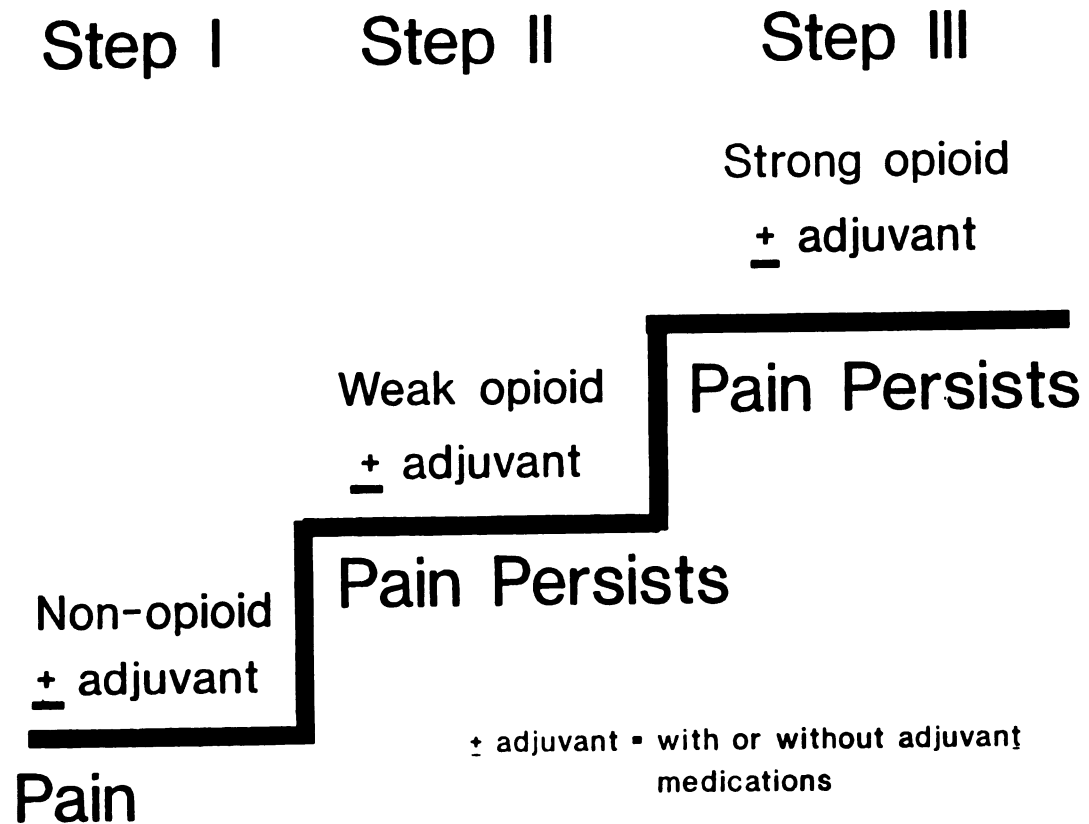 Step I
Step II
Step III
Strong opioid
± adjuvant
Pain Persists
Weak opioid
± adjuvant
Pain Persists
Non-opioid
± adjuvant
Pain
± adjuvant = with or without adjuvant
medications